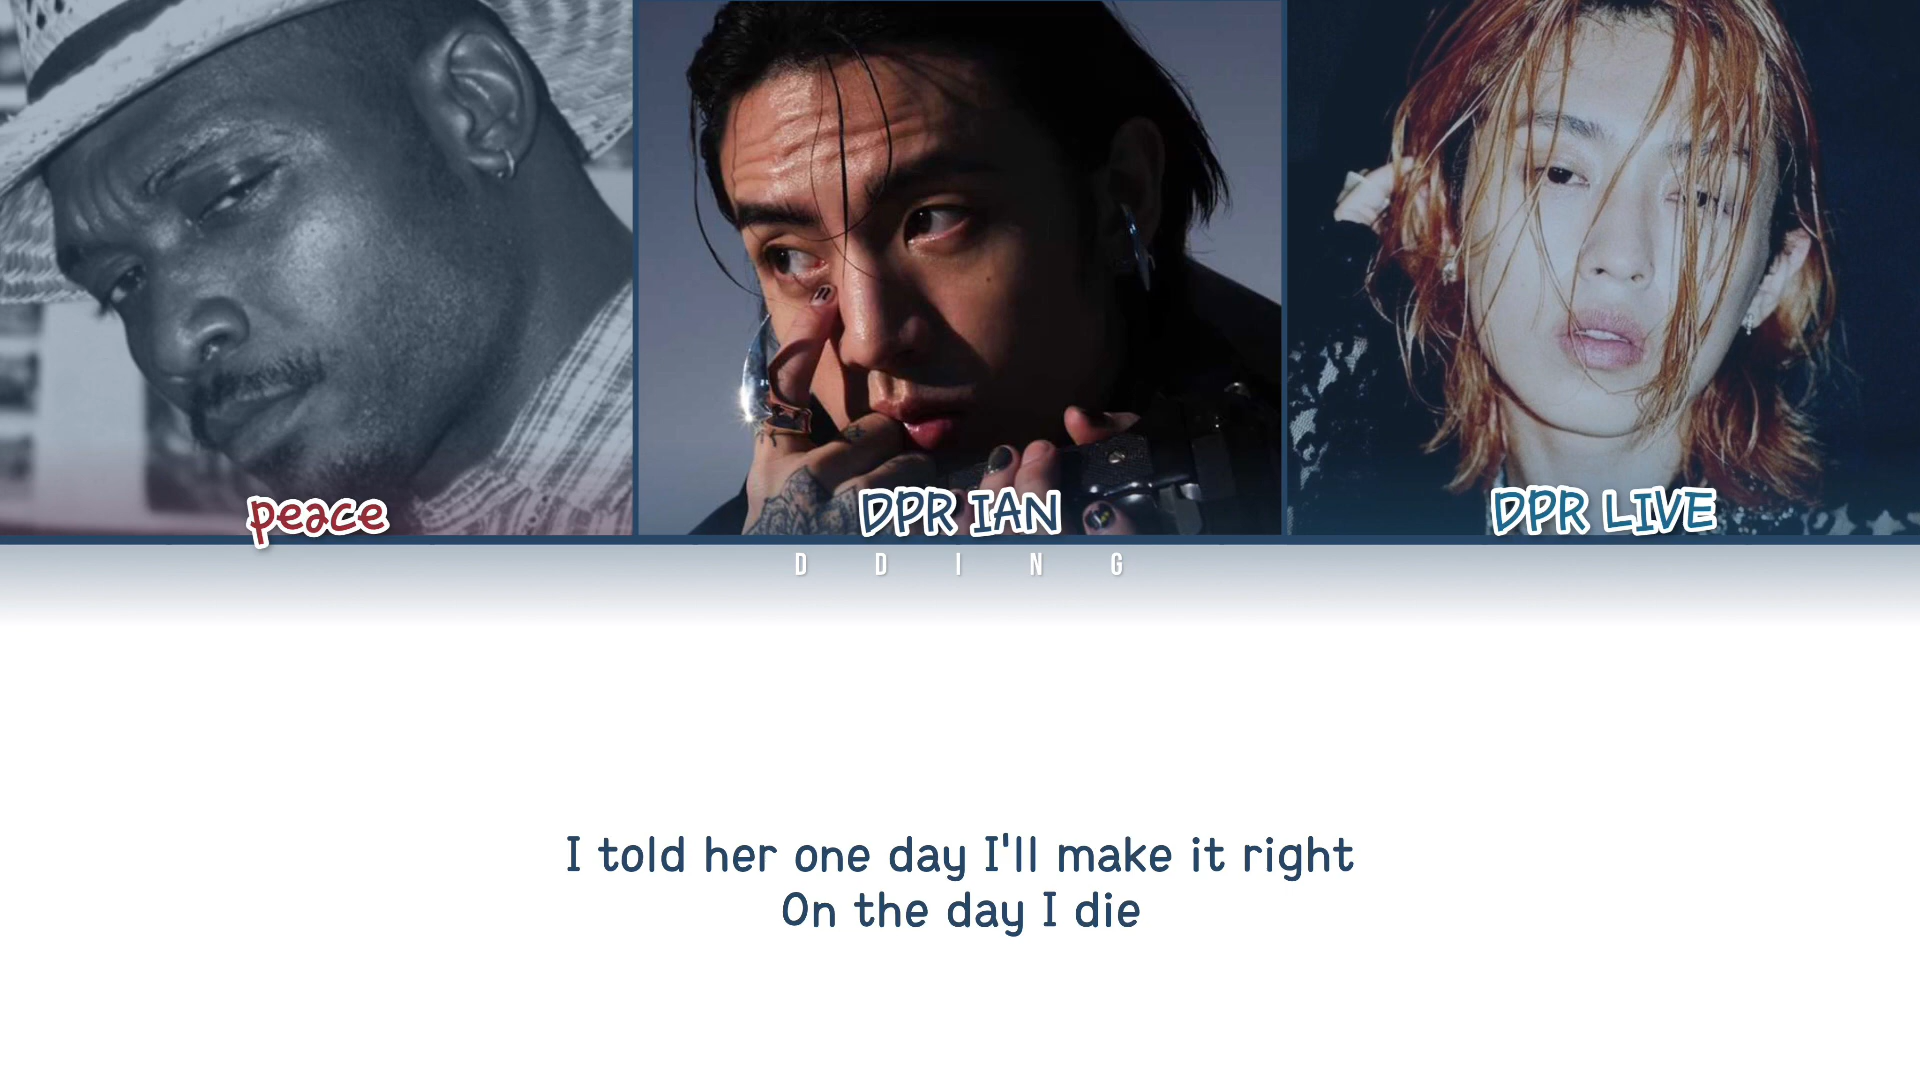 peace
DPR IAN
DPR LIVE
D D I N G
I told her one day I'll make it right
On the day I die